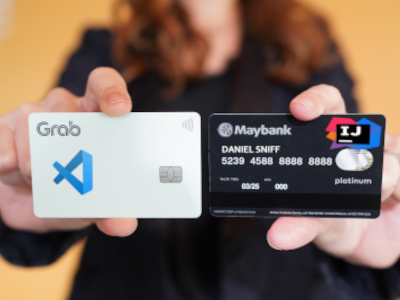 Grab
Maybank
IJ
DANIEL SNIFF
5239 4588 8888 8888
03/25 000
platinum